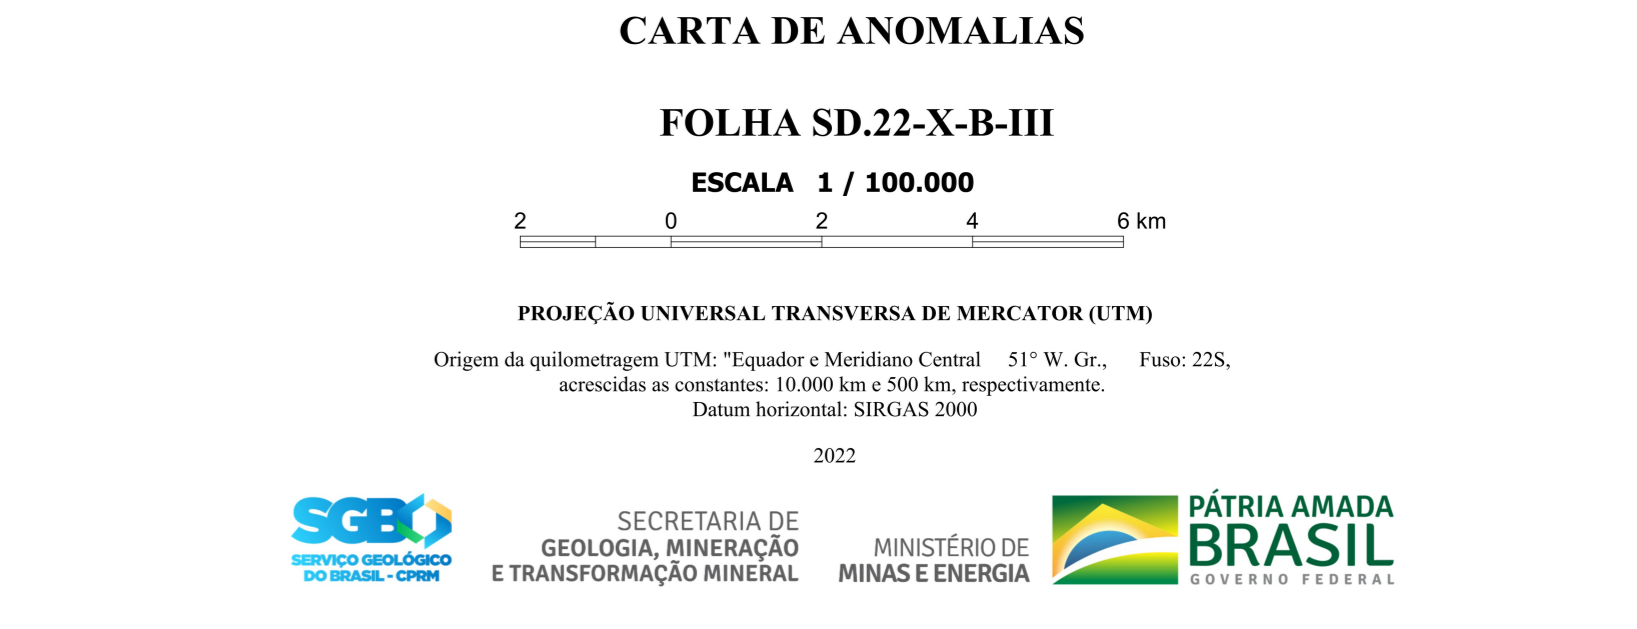 CARTA DE ANOMALIAS
FOLHA SD.22-X-B-III
ESCALA 1 / 100.000
2 0 2 4 6 km
PROJEÇÃO UNIVERSAL TRANSVERSA DE MERCATOR (UTM)
Origem da quilometragem UTM: "Equador e Meridiano Central 51° W. Gr., Fuso: 22S,
acrescidas as constantes: 10.000 km e 500 km, respectivamente.
Datum horizontal: SIRGAS 2000
2022
SGB
SERVIÇO GEOLÓGICO
DO BRASIL - CPRM
SECRETARIA DE
GEOLOGIA, MINERAÇÃO
E TRANSFORMAÇÃO MINERAL
MINISTÉRIO DE
MINAS E ENERGIA
PÁTRIA AMADA
BRASIL
GOVERNO FEDERAL